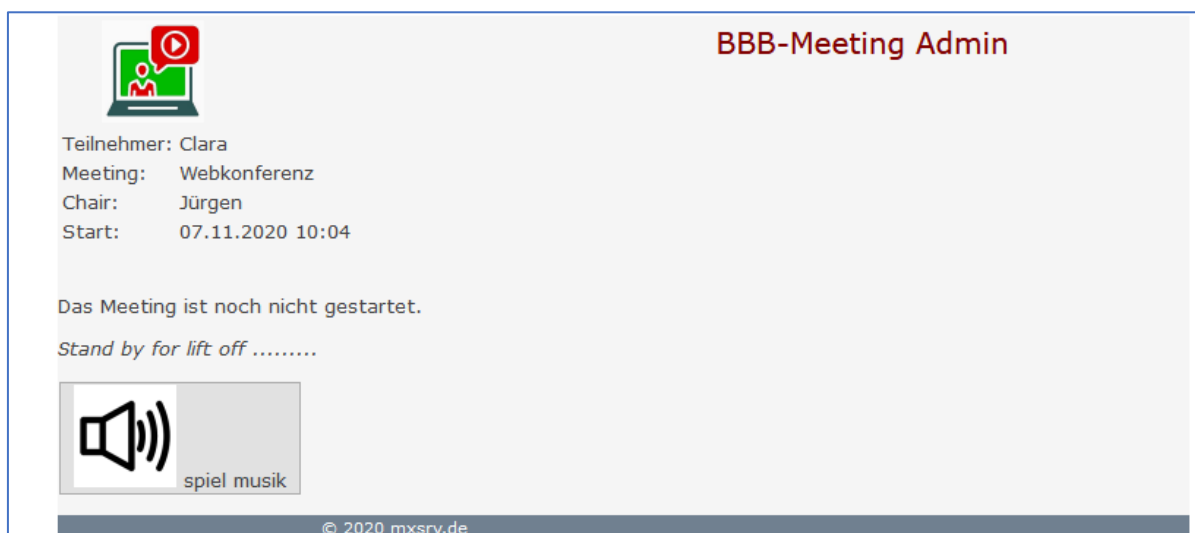 BBB-Meeting Admin
Teilnehmer: Clara
Meeting: Webkonferenz
Chair: Jürgen
Start: 07.11.2020 10:04
Das Meeting ist noch nicht gestartet.
Stand by for lift off .........
spiel musik
© 2020 mxsrv.de